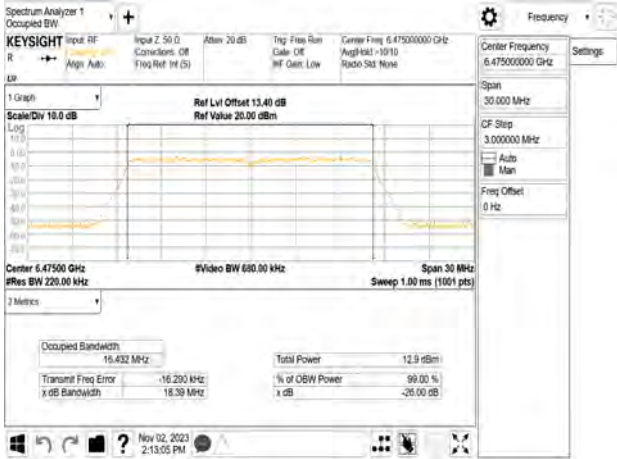 Spectrum Analyzer 1
Occupied BW
+
Frequency
KEYSIGHT
R
Input: RF
Align: Auto
Input Z: 50 Ω
Corrections: Off
Freq Ref: Int (S)
Atten: 20 dB
Trig: Free Run
Gate: Off
#IF Gain: Low
Center Freq: 6.475000000 GHz
Avg|Hold:>10/10
Radio Std: None
Center Frequency
6.475000000 GHz
Settings
Span
30.000 MHz
CF Step
3.000000 MHz
Auto
Man
Freq Offset
0 Hz
1 Graph
Scale/Div 10.0 dB
Log
Ref Lvl Offset 13.40 dB
Ref Value 20.00 dBm
10.0
0.00
Center 6.47500 GHz
#Res BW 220.00 kHz
#Video BW 680.00 kHz
Span 30 MHz
Sweep 1.00 ms (1001 pts)
2 Metrics
Occupied Bandwidth
16.432 MHz
Total Power
12.9 dBm
Transmit Freq Error
-16.290 kHz
% of OBW Power
99.00 %
x dB Bandwidth
18.39 MHz
x dB
-26.00 dB
?
Nov 02, 2023
2:13:05 PM